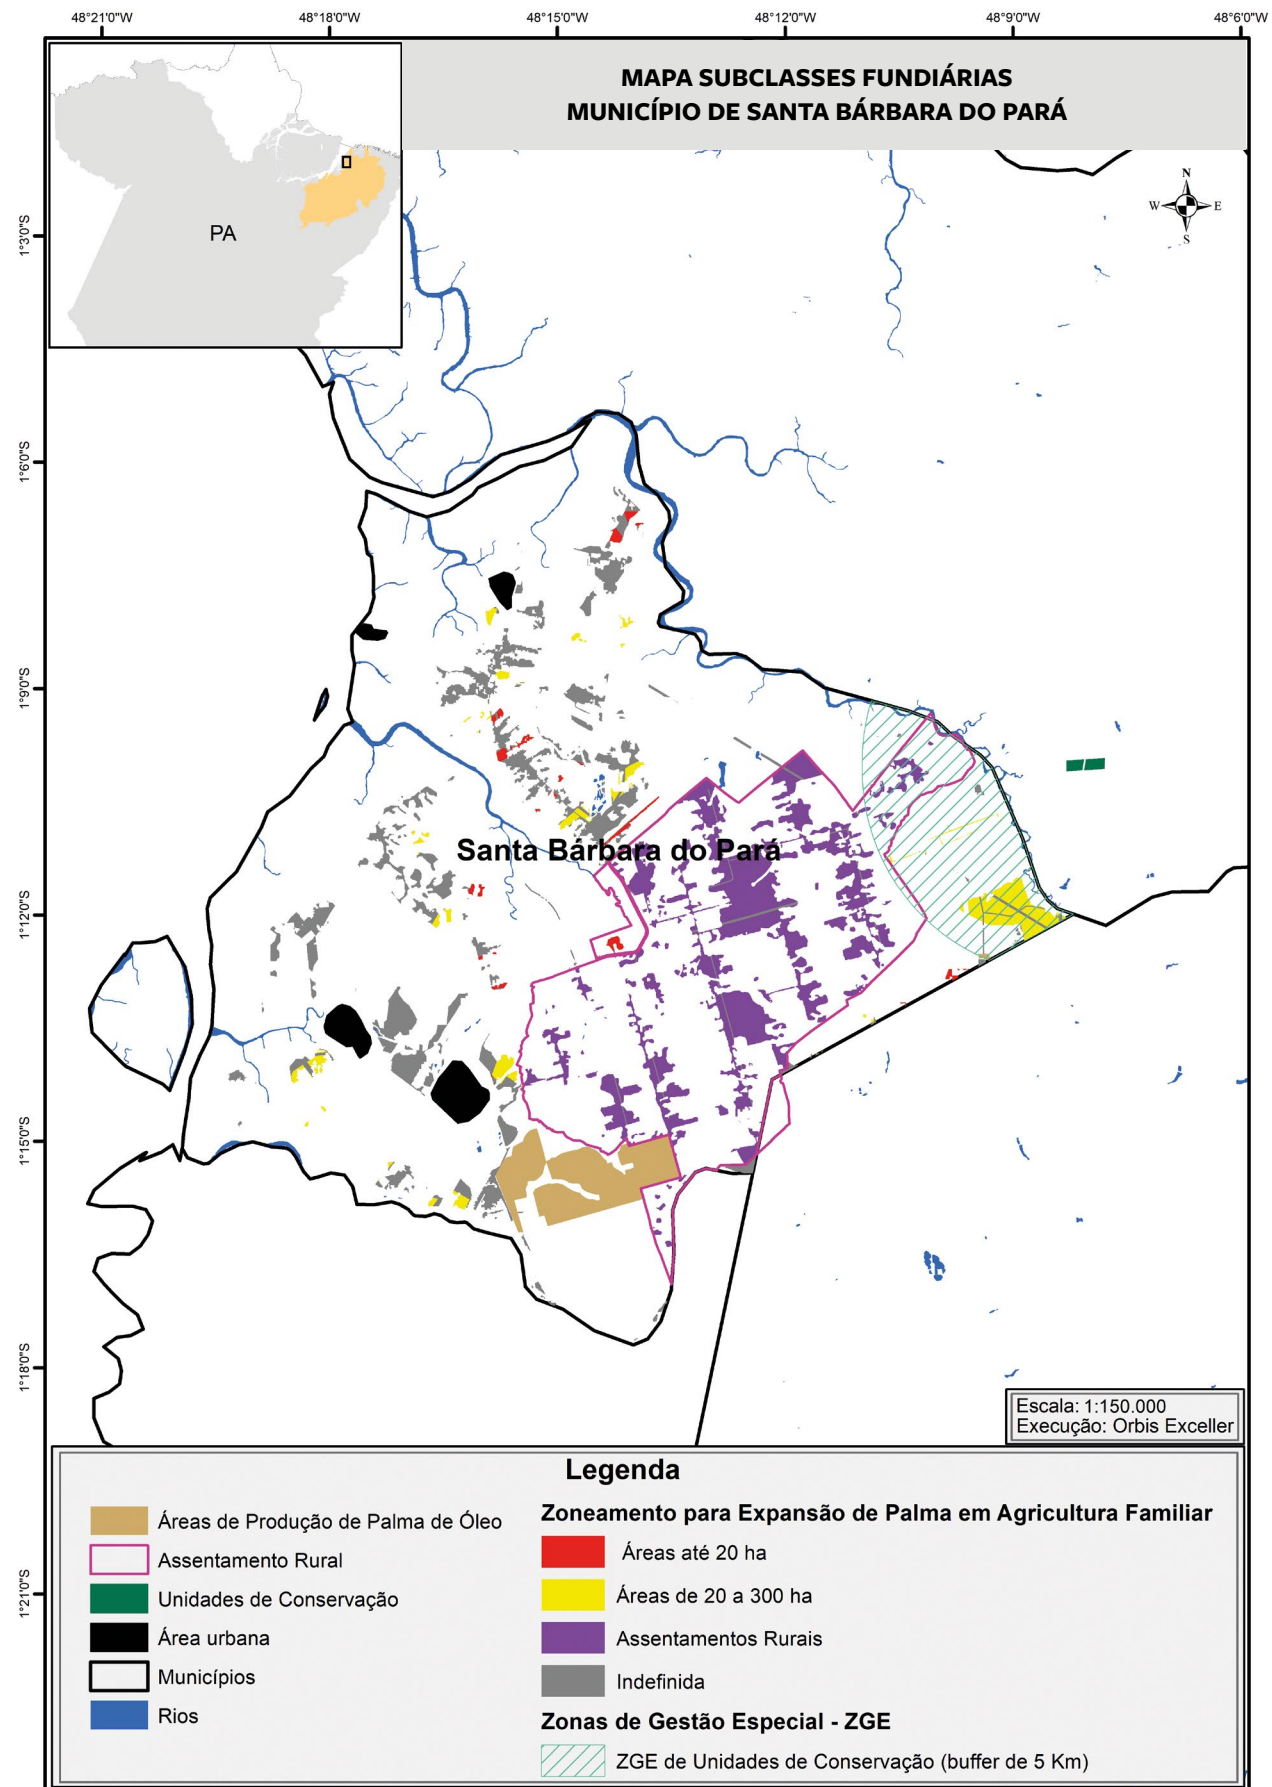 48°21'0"W 48°18'0"W 48°15'0"W 48°12'0"W 48°9'0"W 48°6'0"W
MAPA SUBCLASSES FUNDIÁRIAS
MUNICÍPIO DE SANTA BÁRBARA DO PARÁ
N
W E
S
PA
1°3'0"S
1°6'0"S
1°9'0"S
Santa Bárbara do Pará
1°12'0"S
1°15'0"S
1°18'0"S
1°21'0"S
Escala: 1:150.000
Execução: Orbis Exceller
Legenda
Áreas de Produção de Palma de Óleo
Assentamento Rural
Unidades de Conservação
Área urbana
Municípios
Rios
Zoneamento para Expansão de Palma em Agricultura Familiar
Áreas até 20 ha
Áreas de 20 a 300 ha
Assentamentos Rurais
Indefinida
Zonas de Gestão Especial - ZGE
ZGE de Unidades de Conservação (buffer de 5 Km)